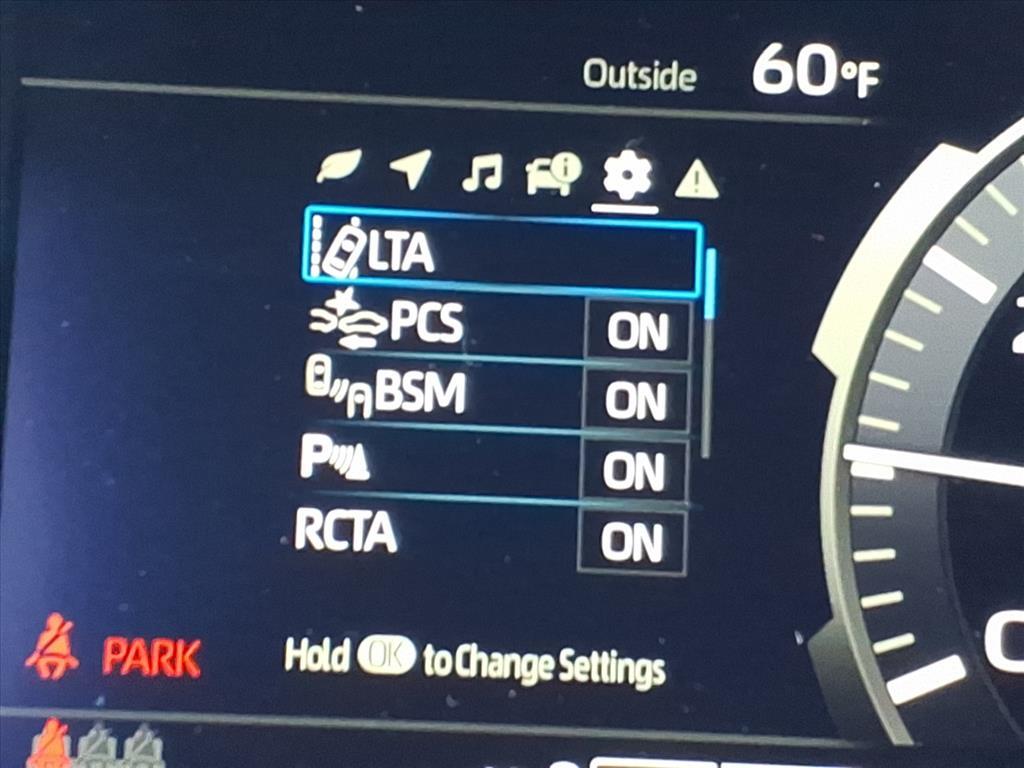 Outside 60°F
LTA
PCS ON
BSM ON
P ON
RCTA ON
PARK
Hold OK to Change Settings